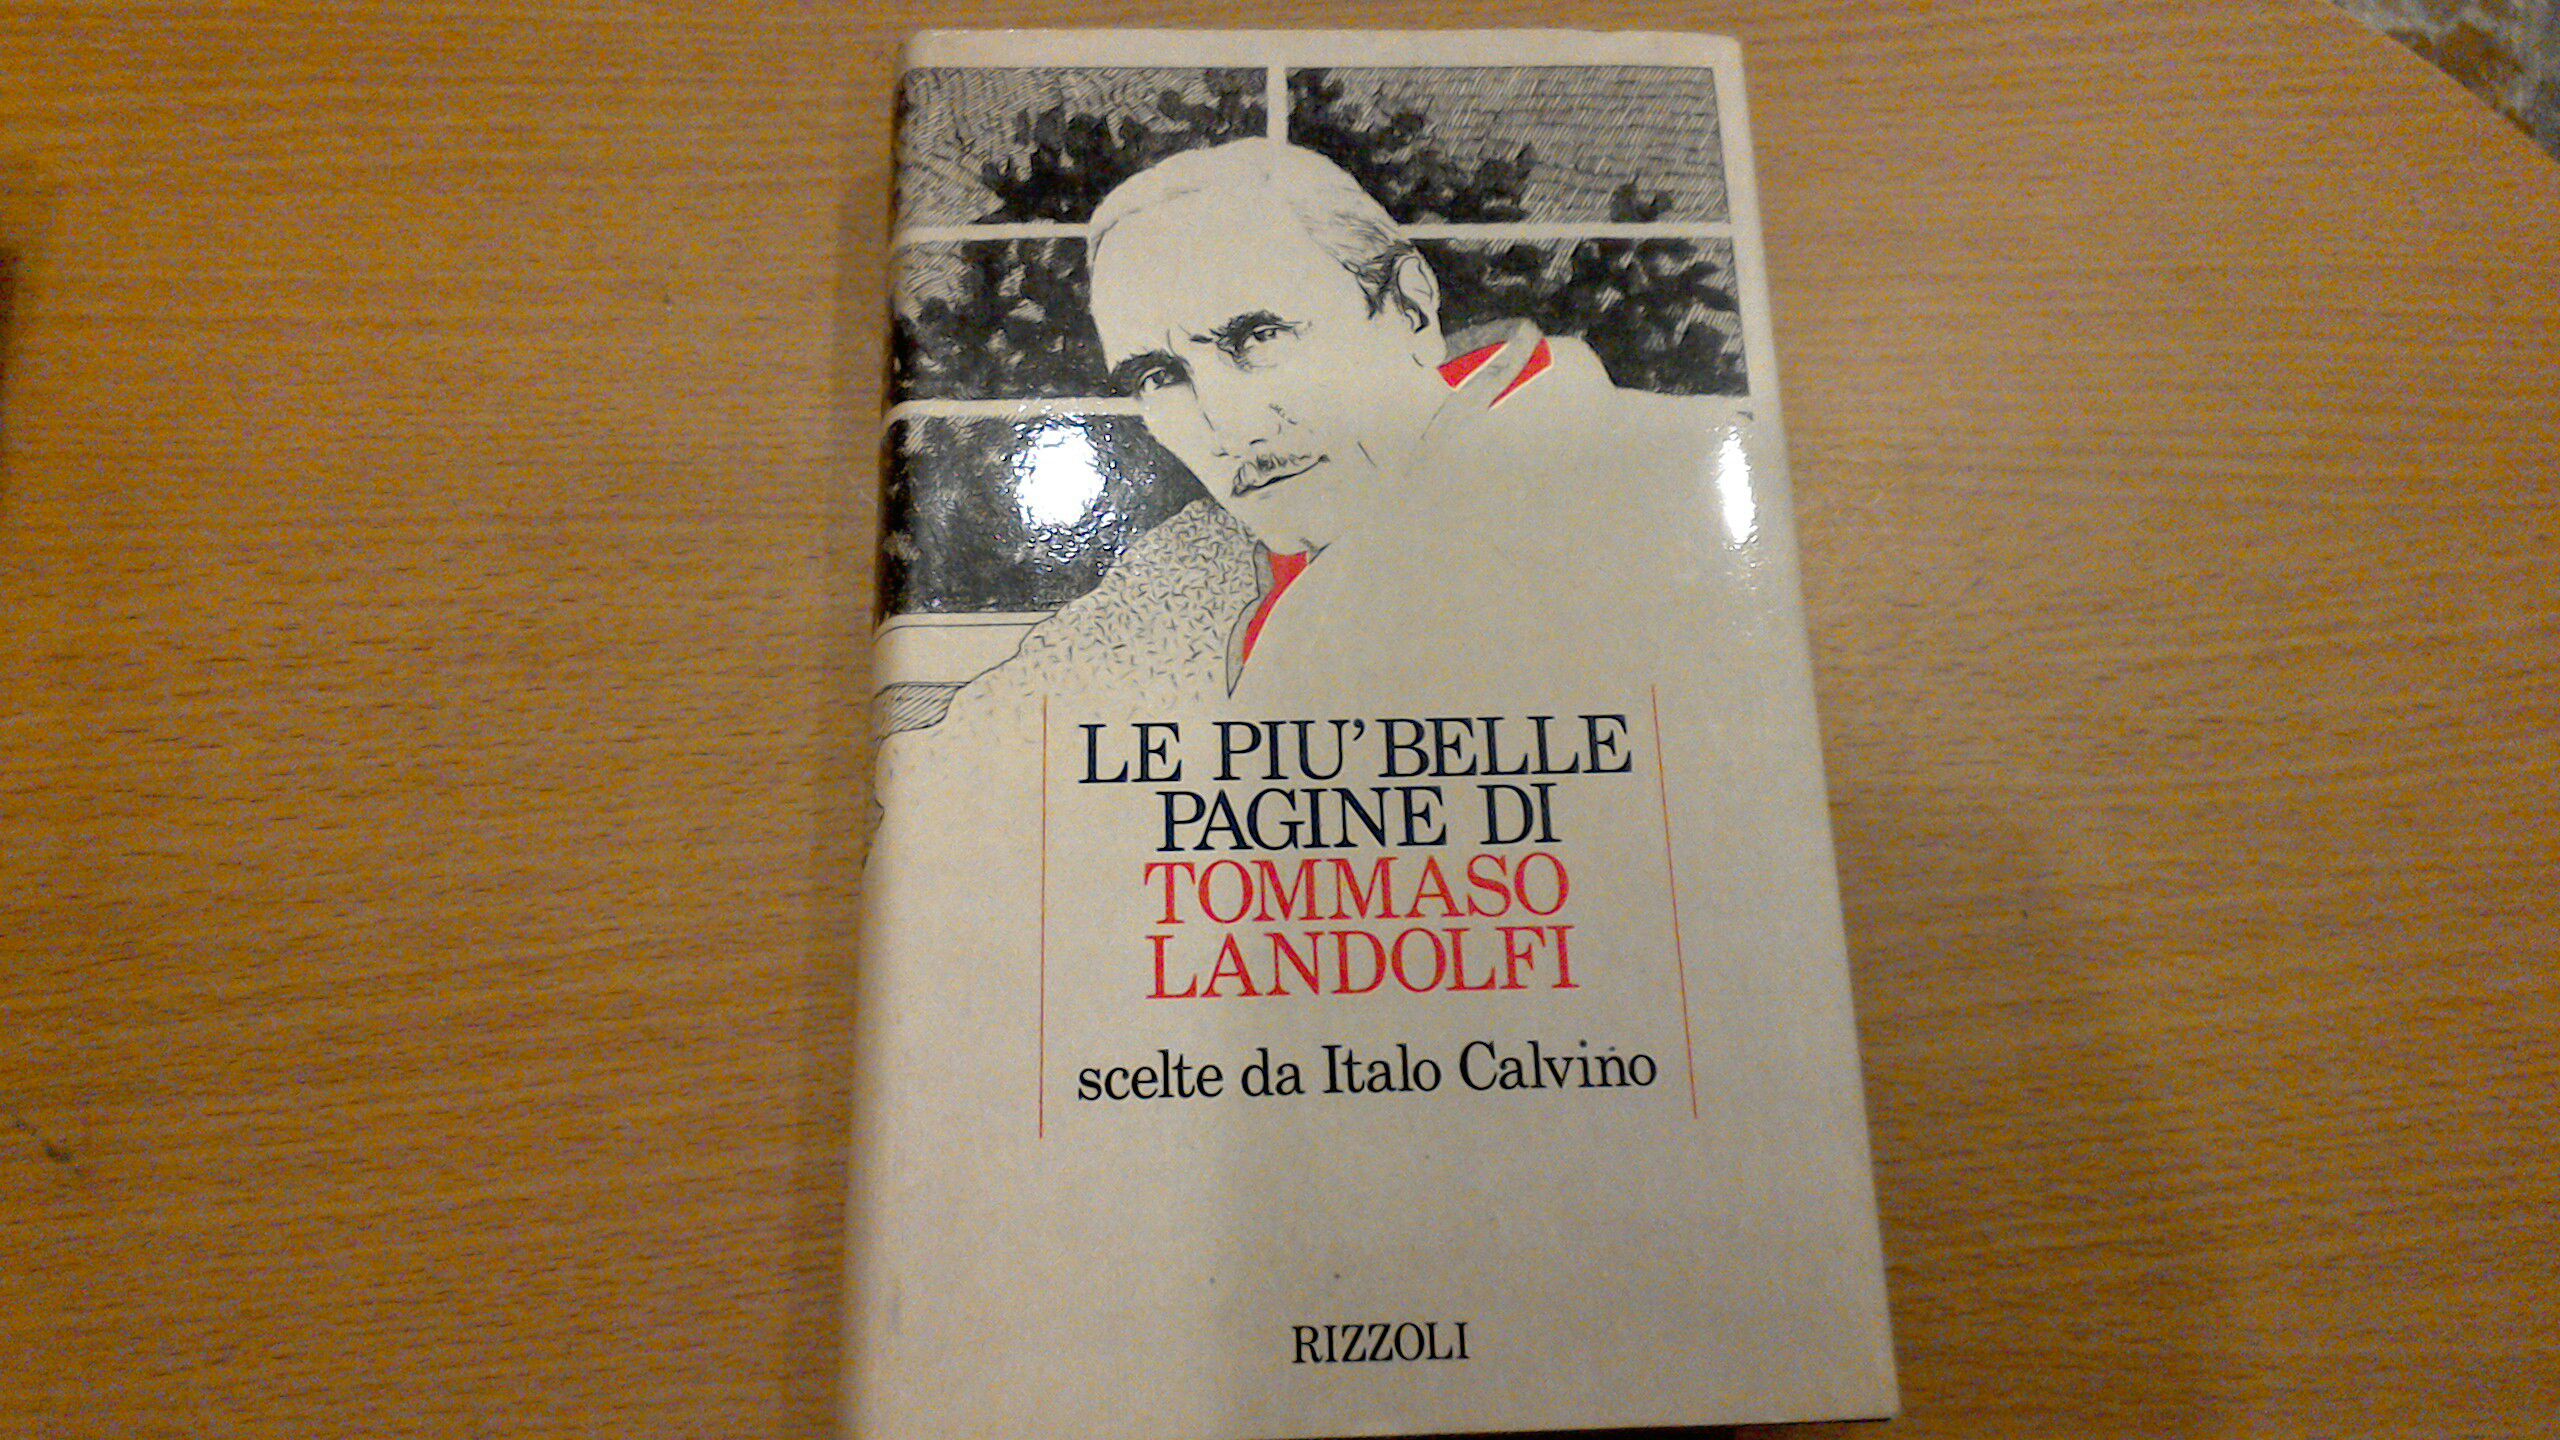 LE PIU' BELLE
PAGINE DI
TOMMASO
LANDOLFI
scelte da Italo Calvino
RIZZOLI